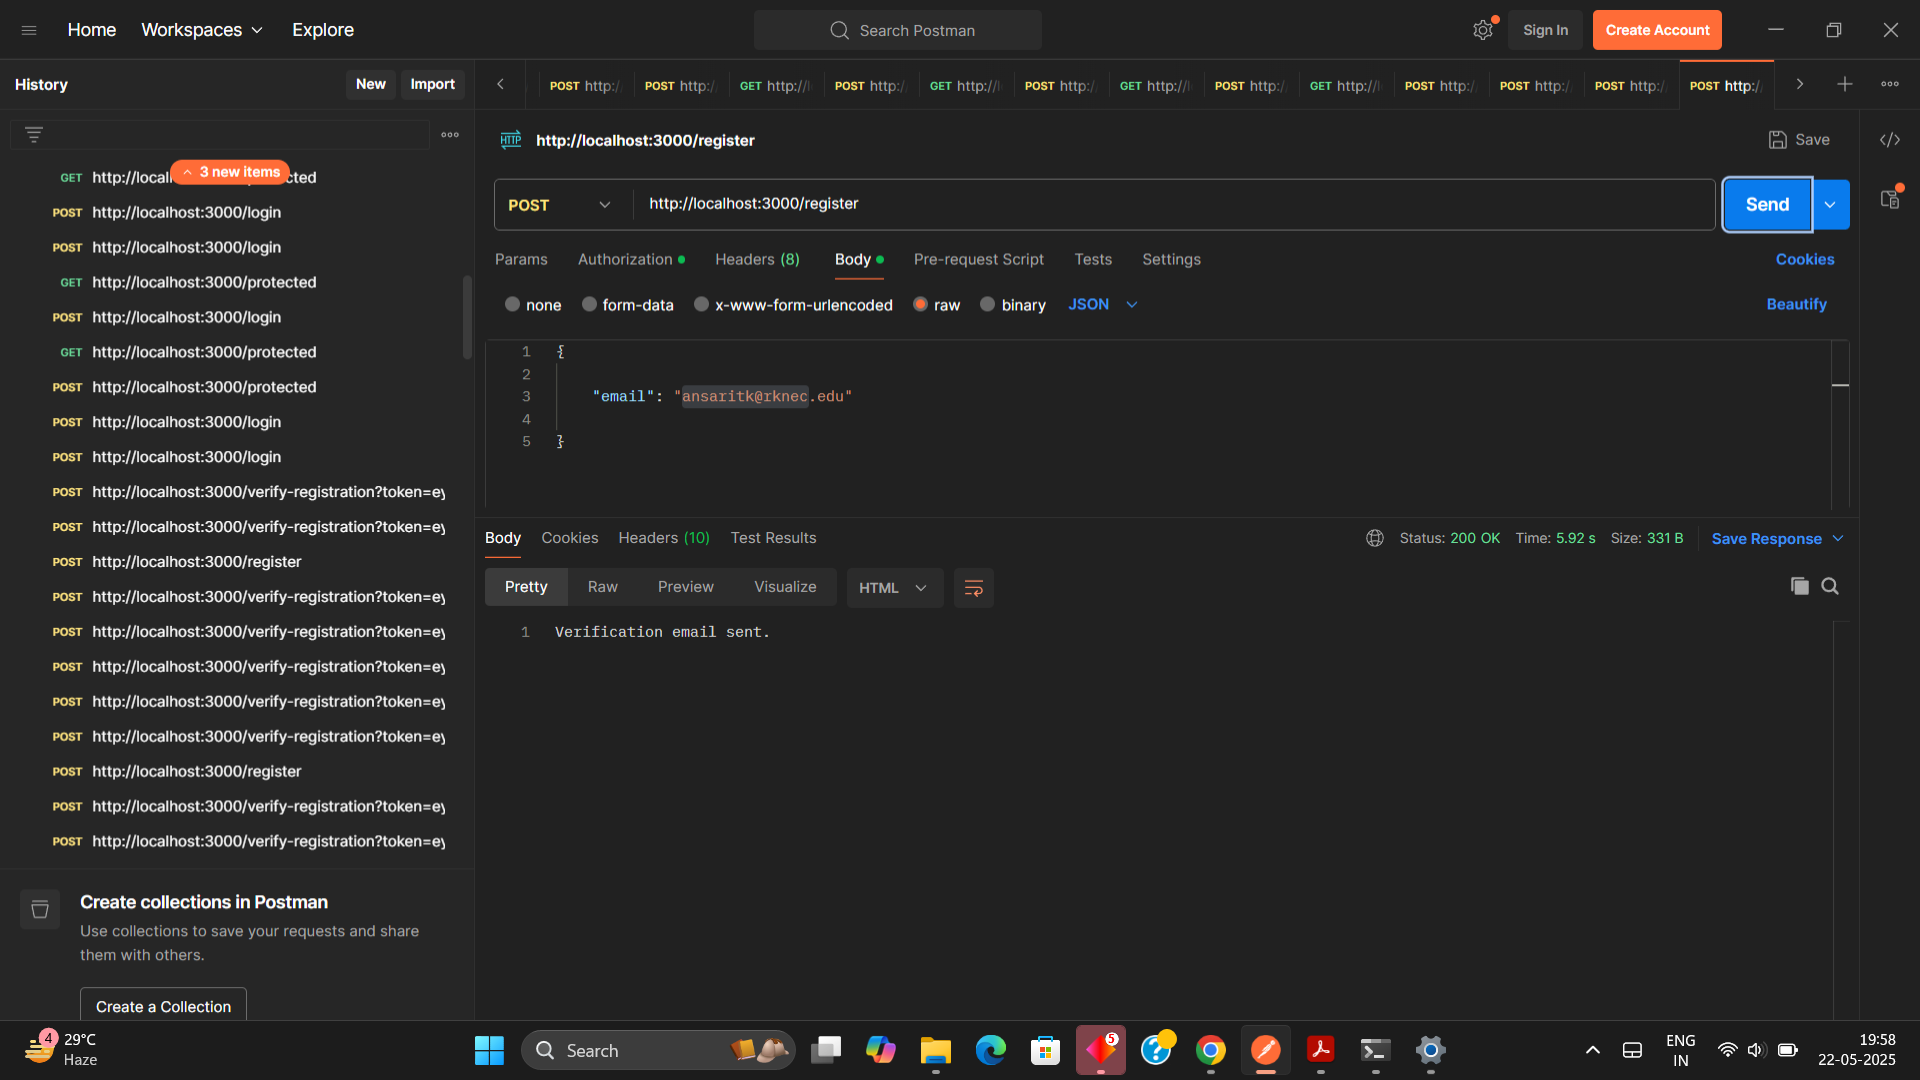 Home
Workspaces
Explore
Search Postman
Sign In
Create Account
History
New
Import
POST http:/
POST http:/
GET http://l
POST http:/
GET http://l
POST http:/
GET http://l
POST http:/
GET http://l
POST http:/
POST http:/
POST http:/
POST http:/
HTTP
http://localhost:3000/register
Save
3 new items
GET http://local cted
POST http://localhost:3000/login
POST http://localhost:3000/login
GET http://localhost:3000/protected
POST http://localhost:3000/login
GET http://localhost:3000/protected
POST http://localhost:3000/protected
POST http://localhost:3000/login
POST http://localhost:3000/login
POST http://localhost:3000/verify-registration?token=ey
POST http://localhost:3000/verify-registration?token=ey
POST http://localhost:3000/register
POST http://localhost:3000/verify-registration?token=ey
POST http://localhost:3000/verify-registration?token=ey
POST http://localhost:3000/verify-registration?token=ey
POST http://localhost:3000/verify-registration?token=ey
POST http://localhost:3000/verify-registration?token=ey
POST http://localhost:3000/register
POST http://localhost:3000/verify-registration?token=ey
POST http://localhost:3000/verify-registration?token=ey
Create collections in Postman
Use collections to save your requests and share
them with others.
Create a Collection
POST
http://localhost:3000/register
Send
Params
Authorization
Headers (8)
Body
Pre-request Script
Tests
Settings
Cookies
none
form-data
x-www-form-urlencoded
raw
binary
JSON
Beautify
1 {
2
3 "email": "ansaritk@rknec.edu"
4
5 }
Body
Cookies
Headers (10)
Test Results
Status: 200 OK
Time: 5.92 s
Size: 331 B
Save Response
Pretty
Raw
Preview
Visualize
HTML
1 Verification email sent.
4
29°C
Haze
Search
5
ENG
IN
19:58
22-05-2025